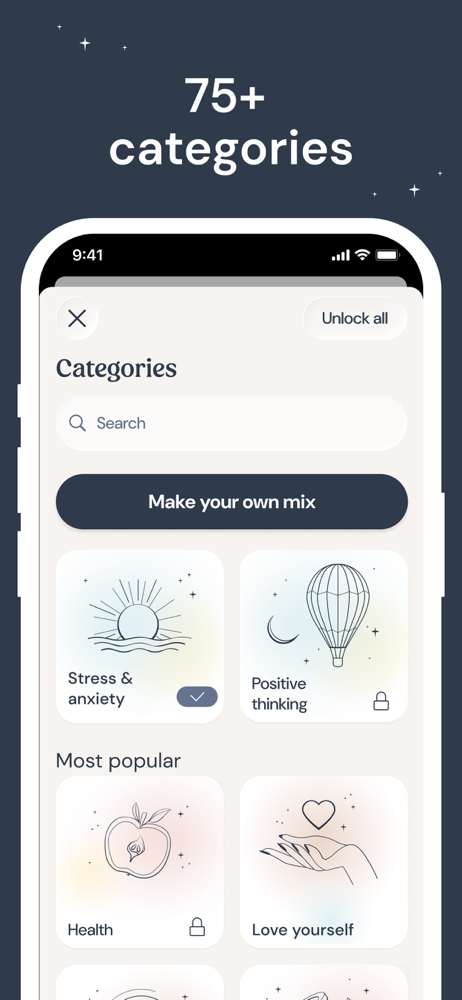 75+
categories
9:41
Unlock all
Categories
Search
Make your own mix
Stress &
anxiety
Positive
thinking
Most popular
Health
Love yourself